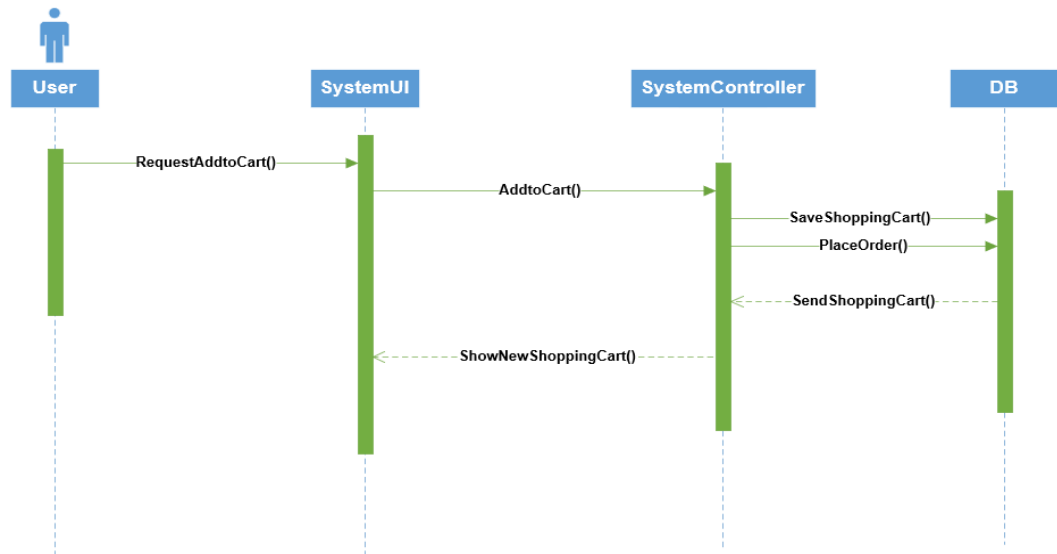 User
SystemUI
SystemController
DB
RequestAddtoCart()
AddtoCart()
SaveShoppingCart()
PlaceOrder()
SendShoppingCart()
ShowNewShoppingCart()